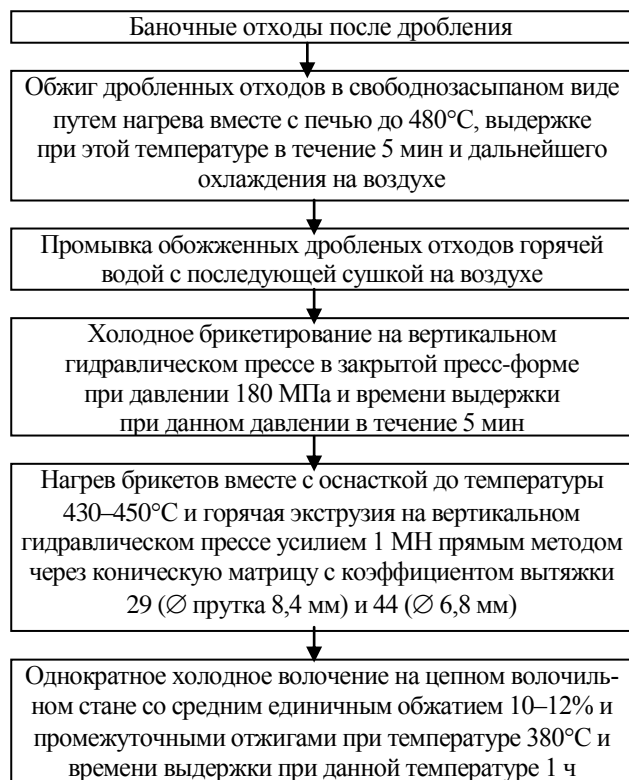 Баночные отходы после дробления
Обжиг дробленных отходов в свободнозасыпаном виде
путем нагрева вместе с печью до 480°С, выдержке
при этой температуре в течение 5 мин и дальнейшего
охлаждения на воздухе
Промывка обожженных дробленых отходов горячей
водой с последующей сушкой на воздухе
Холодное брикетирование на вертикальном
гидравлическом прессе в закрытой пресс-форме
при давлении 180 МПа и времени выдержки
при данном давлении в течение 5 мин
Нагрев брикетов вместе с оснасткой до температуры
430–450°С и горячая экструзия на вертикальном
гидравлическом прессе усилием 1 МН прямым методом
через коническую матрицу с коэффициентом вытяжки
29 (∅ прутка 8,4 мм) и 44 (∅ 6,8 мм)
Однократное холодное волочение на цепном волочиль-
ном стане со средним единичным обжатием 10–12% и
промежуточными отжигами при температуре 380°С и
времени выдержки при данной температуре 1 ч